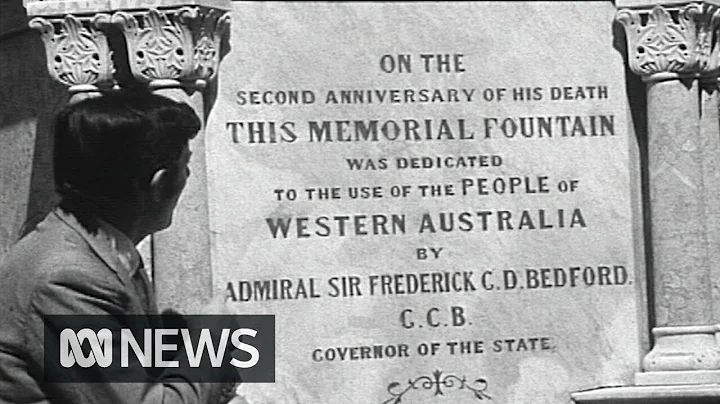 ON THE
SECOND ANNIVERSARY OF HIS DEATH
THIS MEMORIAL FOUNTAIN
WAS DEDICATED
TO THE USE OF THE PEOPLE OF
WESTERN AUSTRALIA
BY
ADMIRAL SIR FREDERICK C.D. BEDFORD.
G.C.B.
GOVERNOR OF THE STATE.
NEWS